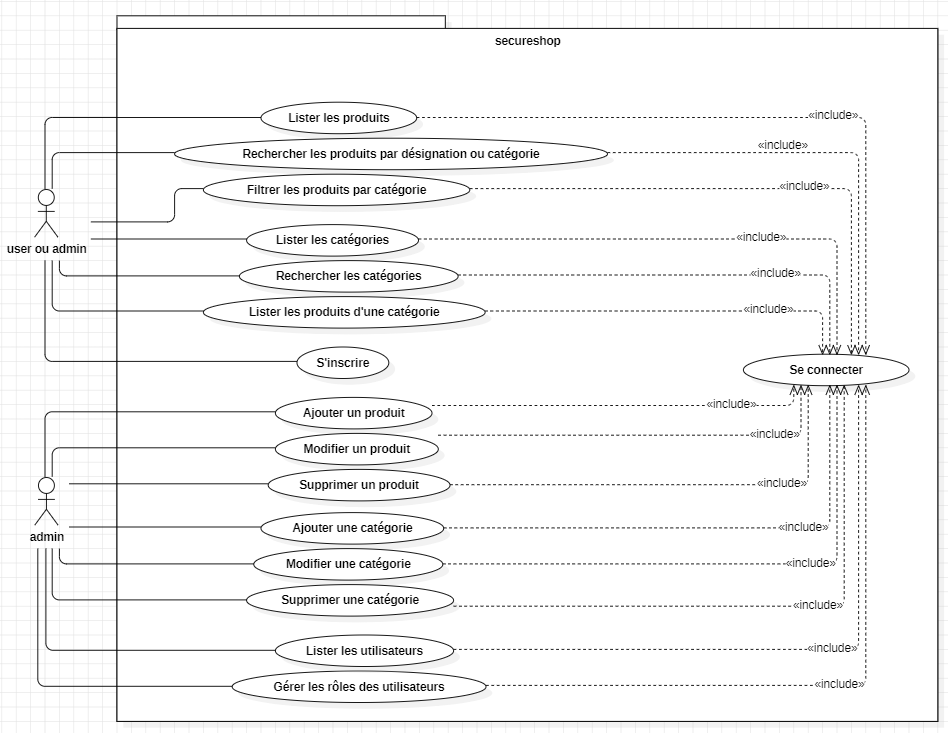 secureshop
Lister les produits
«include»
Rechercher les produits par désignation ou catégorie
«include»
Filtrer les produits par catégorie
«include»
user ou admin
Lister les catégories
«include»
Rechercher les catégories
«include»
Lister les produits d'une catégorie
«include»
S'inscrire
Se connecter
Ajouter un produit
«include»
Modifier un produit
«include»
Supprimer un produit
«include»
admin
Ajouter une catégorie
«include»
Modifier une catégorie
«include»
Supprimer une catégorie
«include»
Lister les utilisateurs
«include»
Gérer les rôles des utilisateurs
«include»